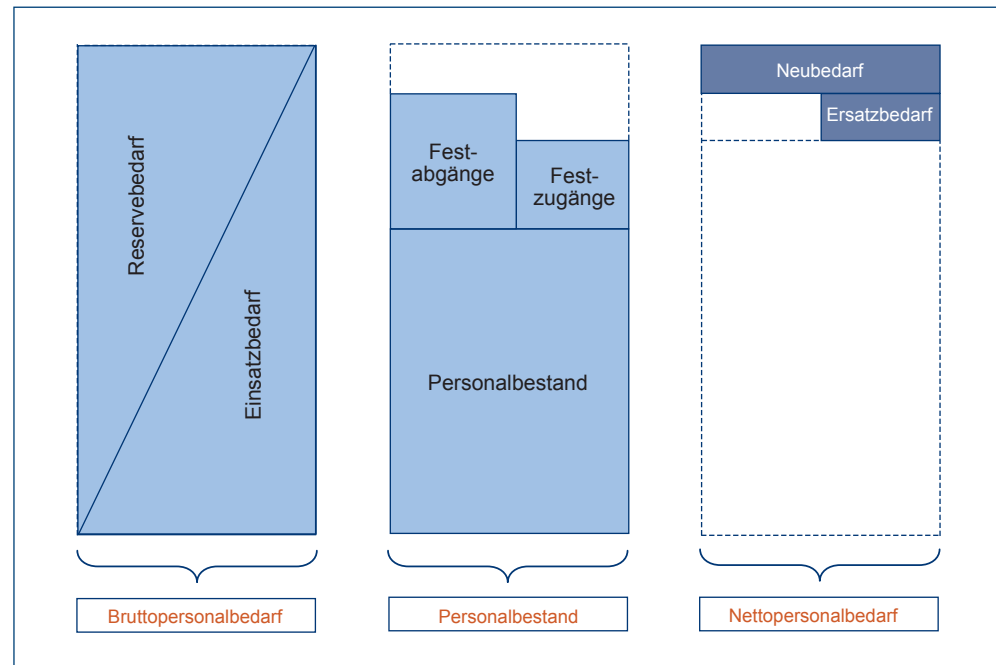 Reservebedarf
Einsatzbedarf
Bruttopersonalbedarf
Fest-
abgänge
Fest-
zugänge
Personalbestand
Personalbestand
Neubedarf
Ersatzbedarf
Nettopersonalbedarf